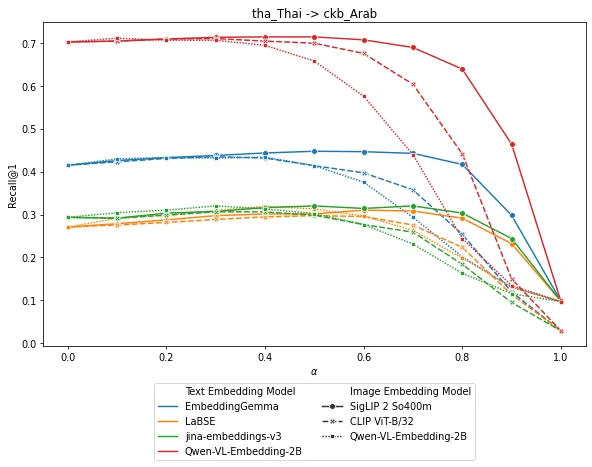 tha_Thai -> ckb_Arab
Recall@1
0.7
0.6
0.5
0.4
0.3
0.2
0.1
0.0
0.0 0.2 0.4 0.6 0.8 1.0
α
Text Embedding Model
EmbeddingGemma
LaBSE
jina-embeddings-v3
Qwen-VL-Embedding-2B
Image Embedding Model
SigLIP 2 So400m
CLIP ViT-B/32
Qwen-VL-Embedding-2B